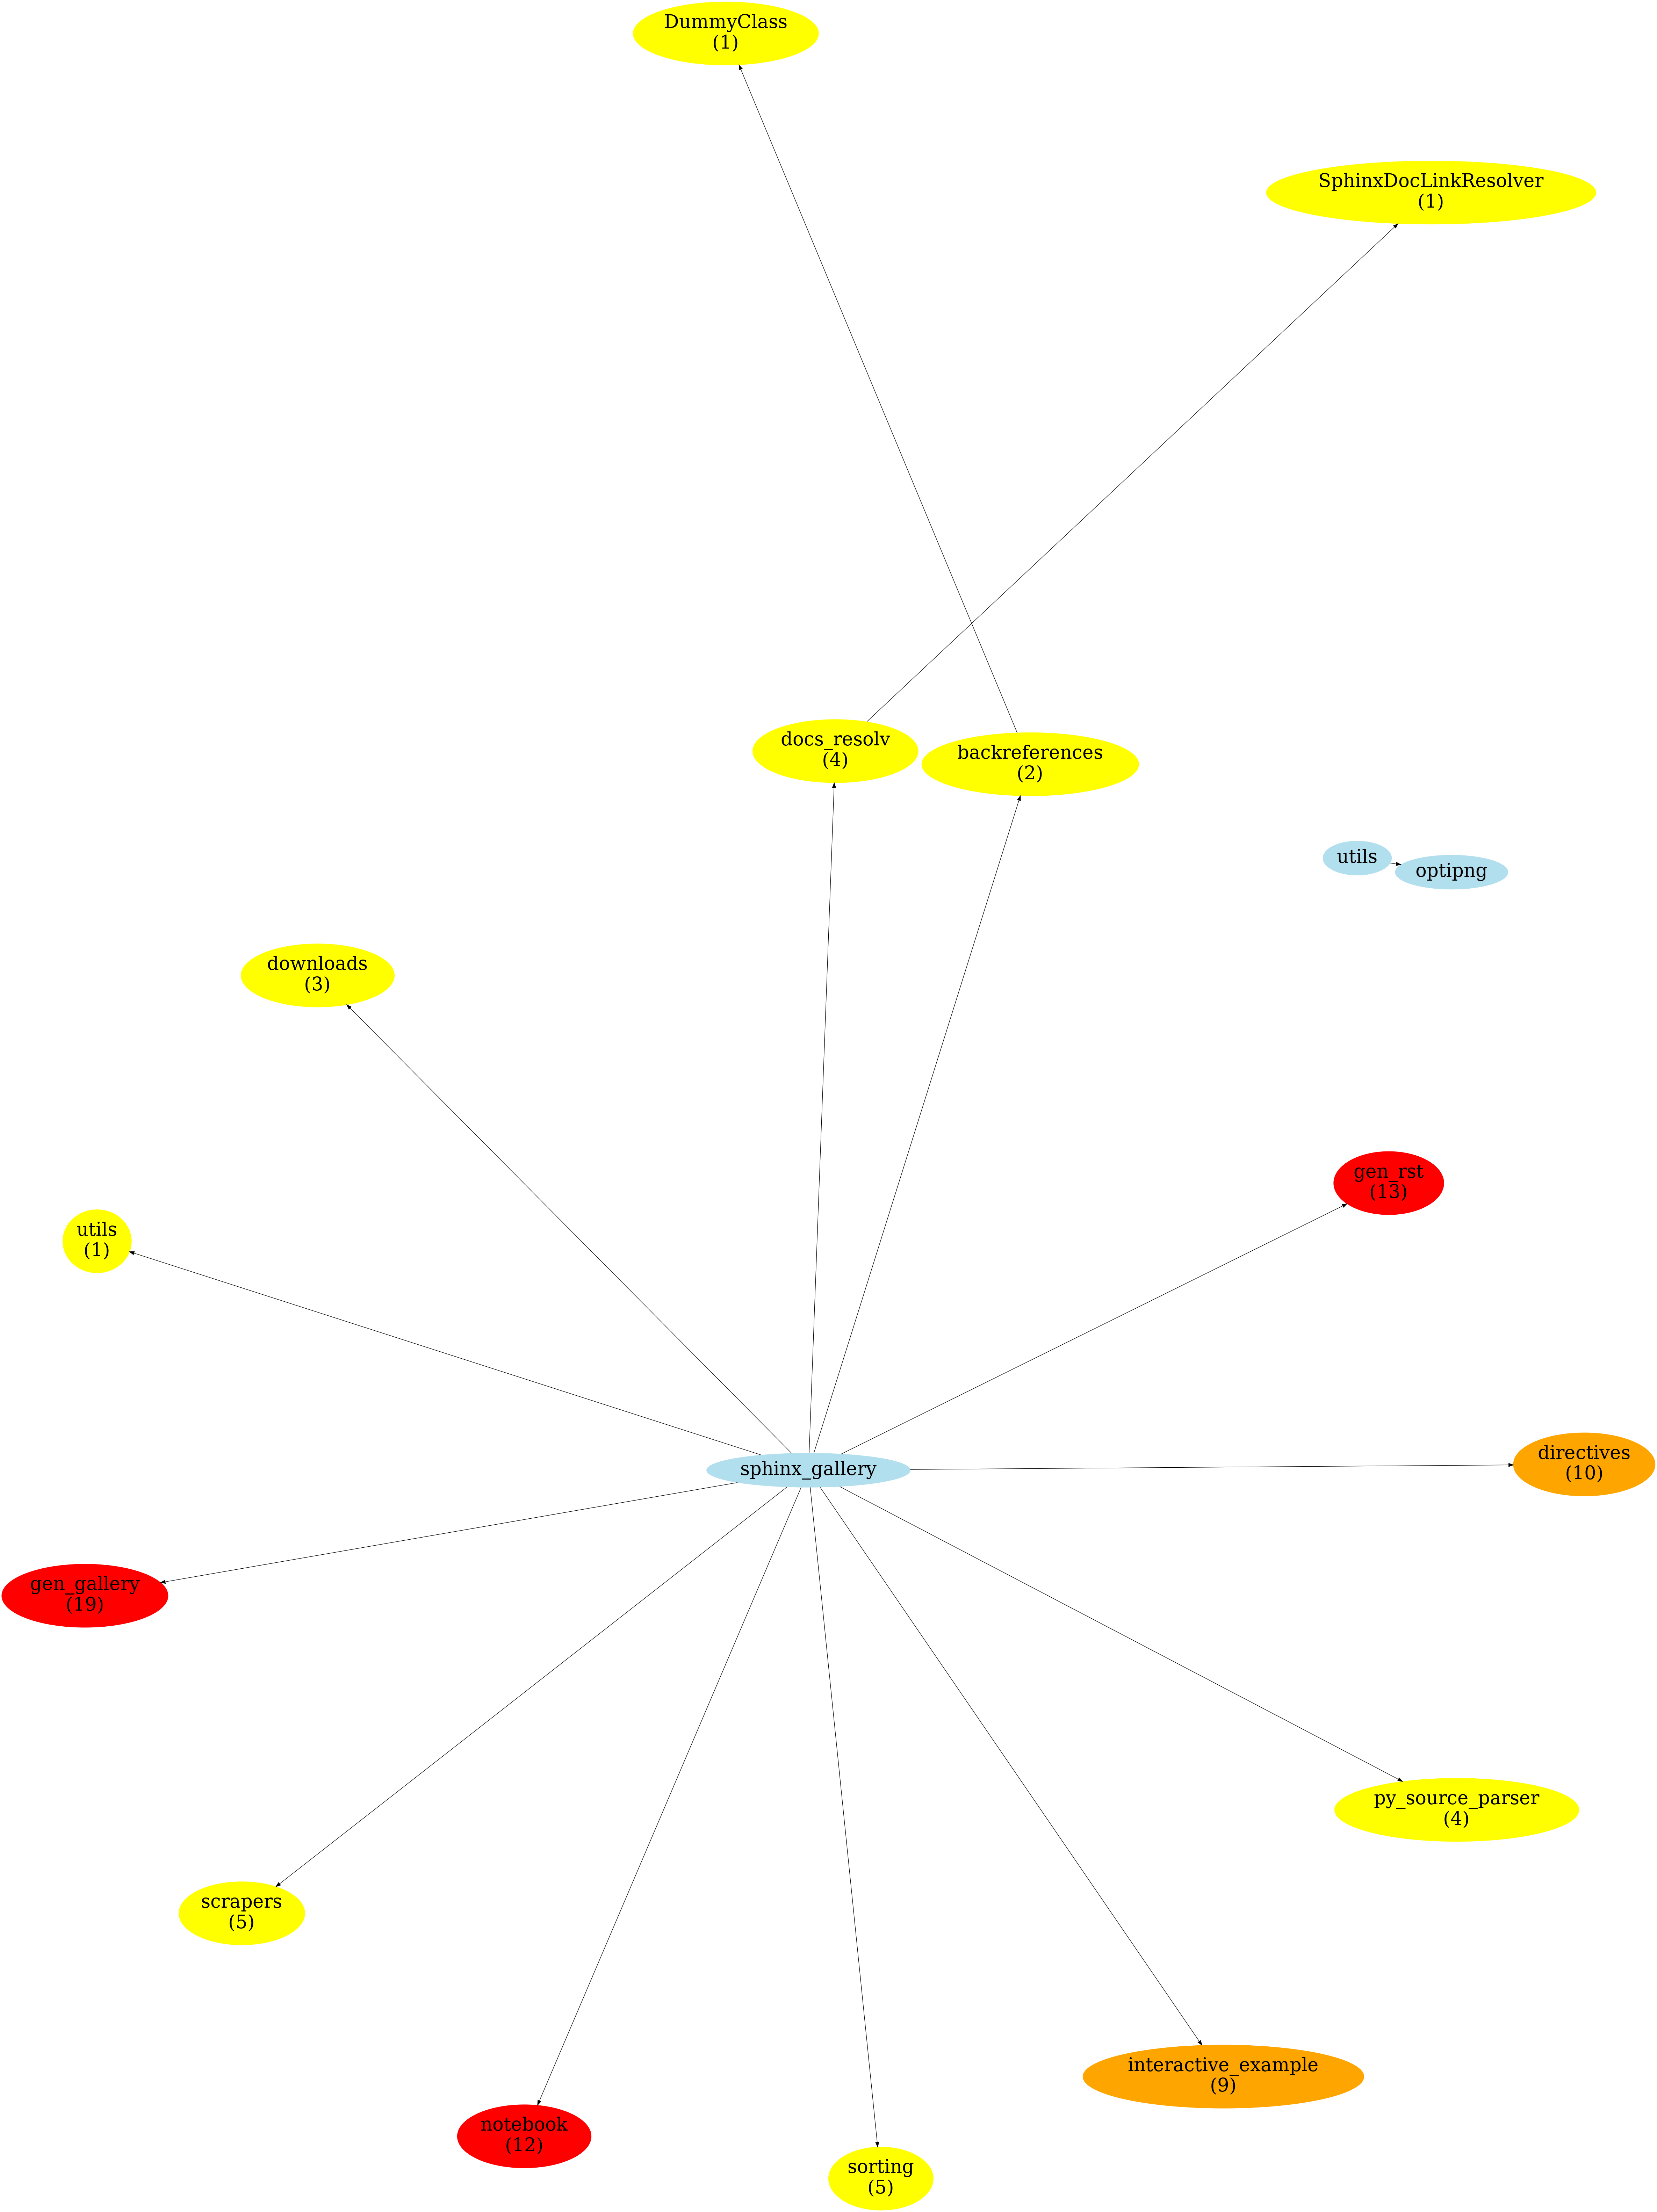 DummyClass
(1)
SphinxDocLinkResolver
(1)
docs_resolv
(4)
backreferences
(2)
utils
optipng
downloads
(3)
gen_rst
(13)
utils
(1)
directives
(10)
sphinx_gallery
gen_gallery
(19)
py_source_parser
(4)
scrapers
(5)
interactive_example
(9)
notebook
(12)
sorting
(5)